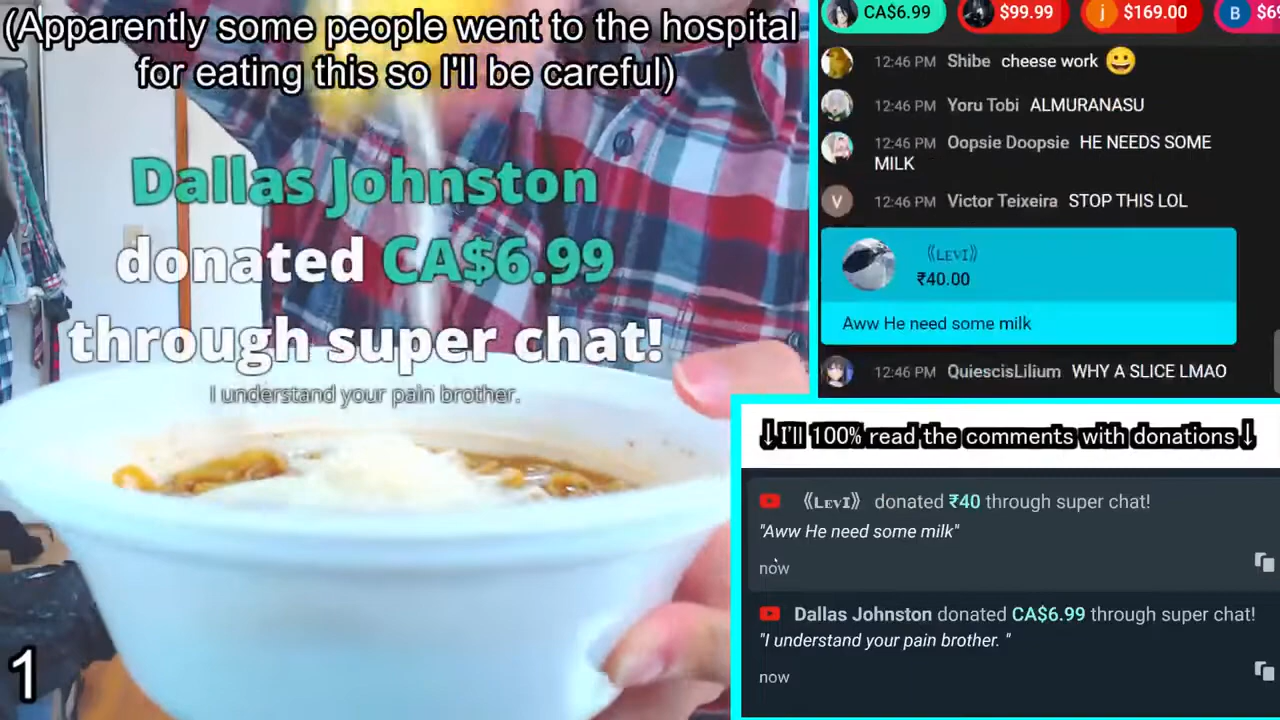 (Apparently some people went to the hospital
for eating this so I'll be careful)
Dallas Johnston
donated CA$6.99
through super chat!
I understand your pain brother.
1
CA$6.99
$99.99
j $169.00
B
12:46 PM Shibe cheese work 😀
12:46 PM Yoru Tobi ALMURANASU
12:46 PM Oopsie Doopsie HE NEEDS SOME
MILK
V 12:46 PM Victor Teixeira STOP THIS LOL
⟪Lᴇᴠɪ⟫
₹40.00
Aww He need some milk
12:46 PM QuiescisLilium WHY A SLICE LMAO
↓I'll 100% read the comments with donations↓
⟪Lᴇᴠɪ⟫ donated ₹40 through super chat!
"Aww He need some milk"
now
Dallas Johnston donated CA$6.99 through super chat!
"I understand your pain brother. "
now